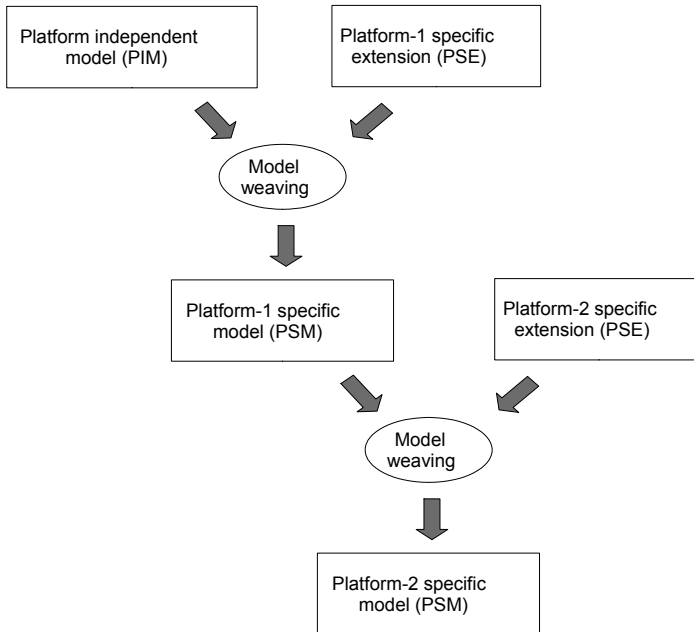 Platform independent
model (PIM)
Platform-1 specific
extension (PSE)
Model
weaving
Platform-1 specific
model (PSM)
Platform-2 specific
extension (PSE)
Model
weaving
Platform-2 specific
model (PSM)